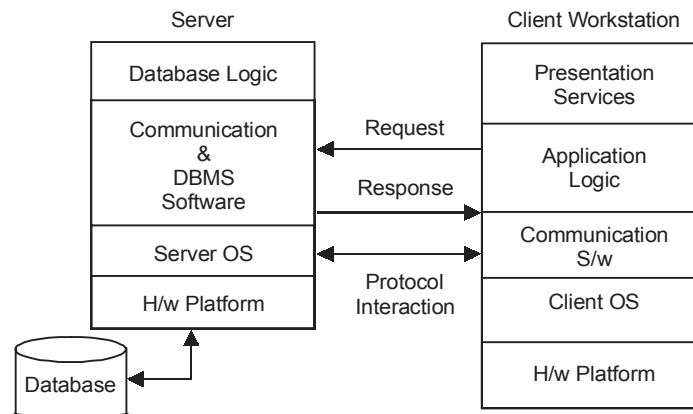 Server
Database Logic
Communication
&
DBMS
Software
Server OS
H/w Platform
Database
Request
Response
Protocol
Interaction
Client Workstation
Presentation
Services
Application
Logic
Communication
S/w
Client OS
H/w Platform